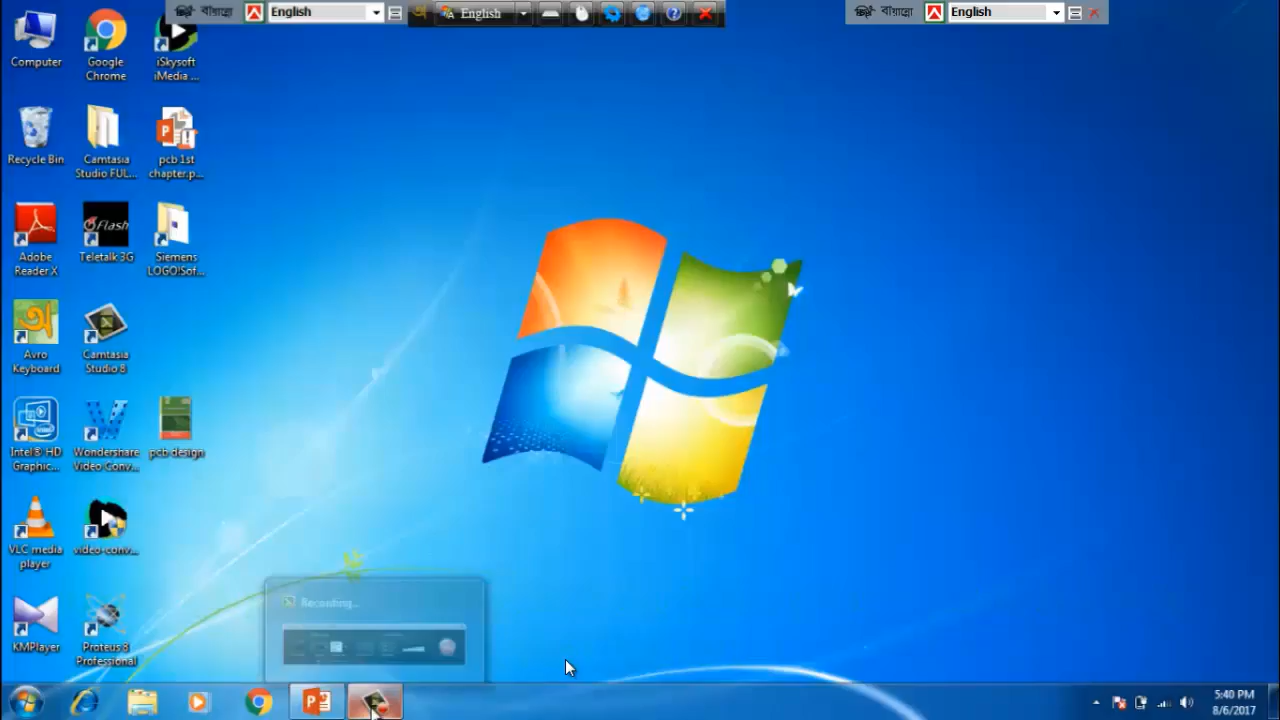 বায়ান্নো English
English
বায়ান্নো English
Computer
Google
Chrome
iSkysoft
iMedia ...
Recycle Bin
Camtasia
Studio FUL...
pcb 1st
chapter.p...
Adobe
Reader X
Flash
Teletalk 3G
Siemens
LOGO!Sof...
অ
Avro
Keyboard
Camtasia
Studio 8
Intel® HD
Graphic...
Wondershare
Video Conv...
pcb design
VLC media
player
video-conv...
KMPlayer
Proteus 8
Professional
Recording...
5:40 PM
8/6/2017